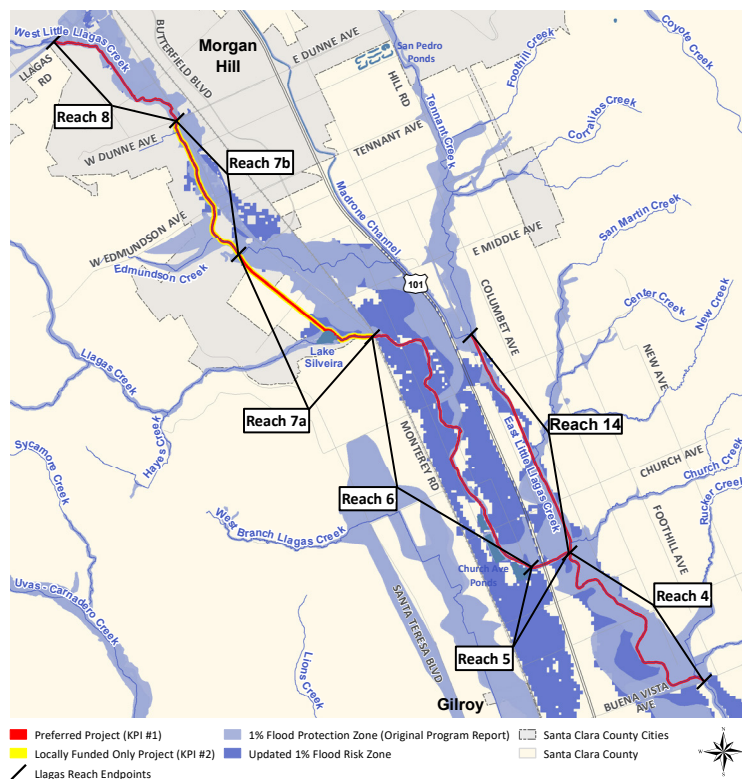 West Little Llagas Creek
LLAGAS RD
BUTTERFIELD BLVD
Morgan Hill
E DUNNE AVE
San Pedro Ponds
HILL RD
Tennant Creek
Foothill Creek
Coyote Creek
Reach 8
W DUNNE AVE
Reach 7b
TENNANT AVE
Corralitos Creek
Madrone Channel
W EDMUNDSON AVE
Edmundson Creek
E MIDDLE AVE
San Martin Creek
101
COLUMBET AVE
Center Creek
New Creek
Llagas Creek
Lake Silveira
NEW AVE
Hayes Creek
Reach 7a
Reach 14
MONTEREY RD
East Little Llagas Creek
CHURCH AVE
Church Creek
Sycamore Creek
Reach 6
Rucker Creek
West Branch Llagas Creek
FOOTHILL AVE
Church Ave Ponds
Uvas - Carnadero Creek
SANTA TERESA BLVD
Reach 4
Reach 5
Lions Creek
BUENA VISTA AVE
Gilroy
Preferred Project (KPI #1)
Locally Funded Only Project (KPI #2)
Llagas Reach Endpoints
1% Flood Protection Zone (Original Program Report)
Updated 1% Flood Risk Zone
Santa Clara County Cities
Santa Clara County
N
E
S
W